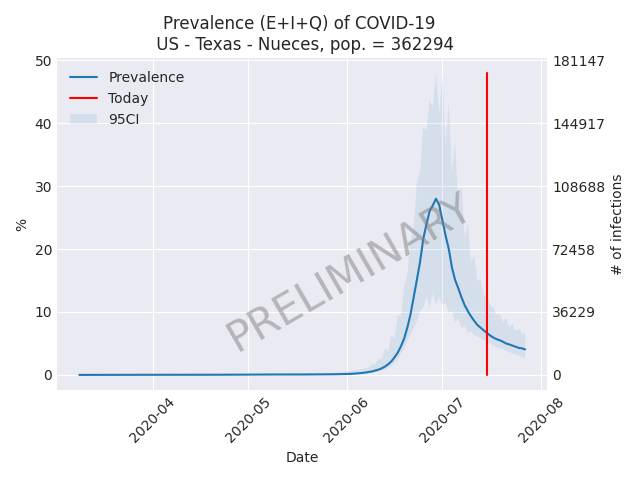 Prevalence (E+I+Q) of COVID-19
US - Texas - Nueces, pop. = 362294
50
40
30
20
10
0
%
Prevalence
Today
95CI
PRELIMINARY
181147
144917
108688
72458
36229
0
# of infections
2020-04
2020-05
2020-06
2020-07
2020-08
Date